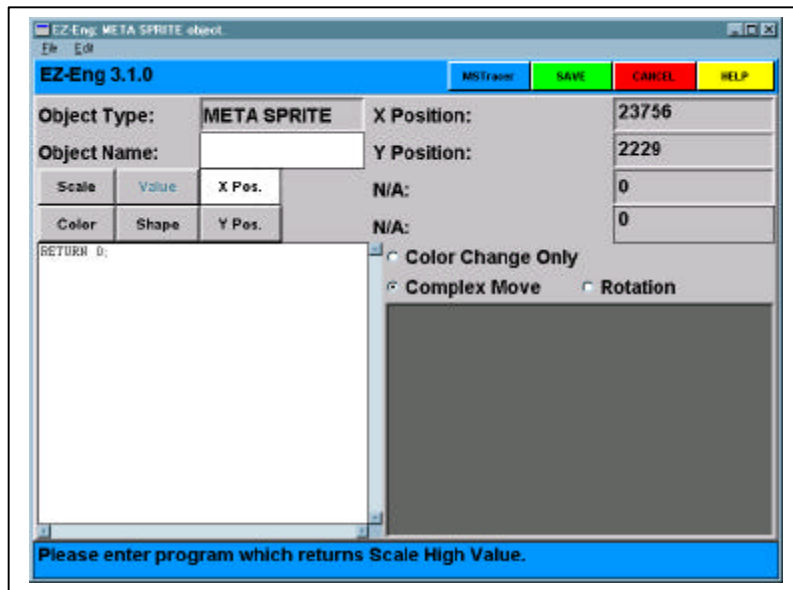 EZ-Eng: META SPRITE object.
File Edit
EZ-Eng 3.1.0
MSTracer SAVE CANCEL HELP
Object Type: META SPRITE X Position: 23756
Object Name: Y Position: 2229
Scale Value X Pos. N/A: 0
Color Shape Y Pos. N/A: 0
RETURN 0;
Color Change Only
Complex Move Rotation
Please enter program which returns Scale High Value.